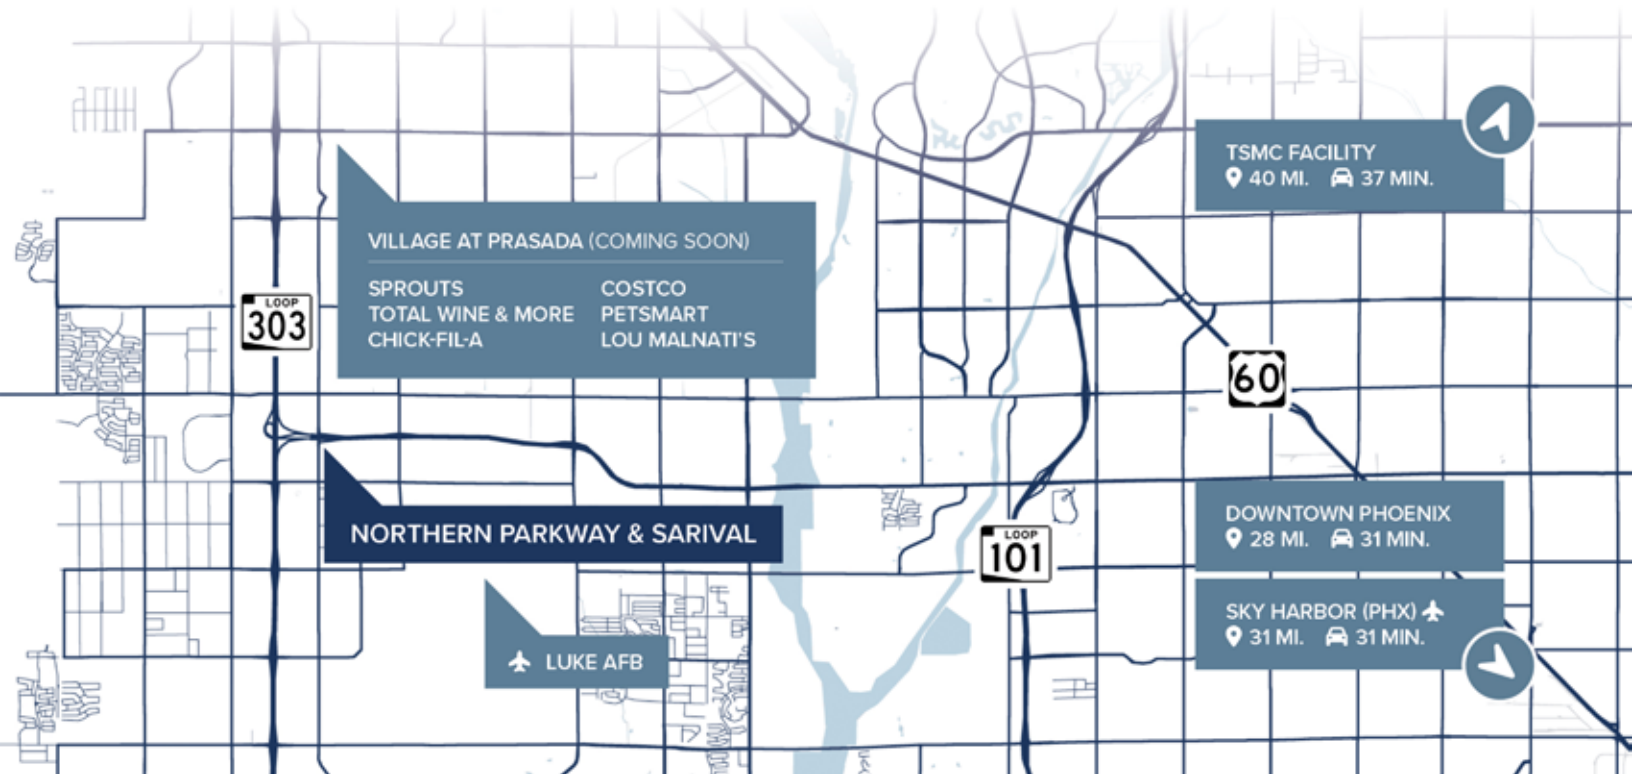 TSMC FACILITY
40 MI. 37 MIN.
VILLAGE AT PRASADA (COMING SOON)
SPROUTS COSTCO
TOTAL WINE & MORE PETSMART
CHICK-FIL-A LOU MALNATI'S
LOOP
303
60
NORTHERN PARKWAY & SARIVAL
LOOP
101
DOWNTOWN PHOENIX
28 MI. 31 MIN.
SKY HARBOR (PHX)
31 MI. 31 MIN.
LUKE AFB